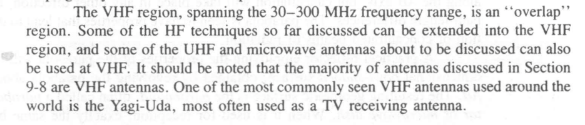 The VHF region, spanning the 30–300 MHz frequency range, is an ‘‘overlap’’
region. Some of the HF techniques so far discussed can be extended into the VHF
region, and some of the UHF and microwave antennas about to be discussed can also
be used at VHF. It should be noted that the majority of antennas discussed in Section
9-8 are VHF antennas. One of the most commonly seen VHF antennas used around the
world is the Yagi-Uda, most often used as a TV receiving antenna.